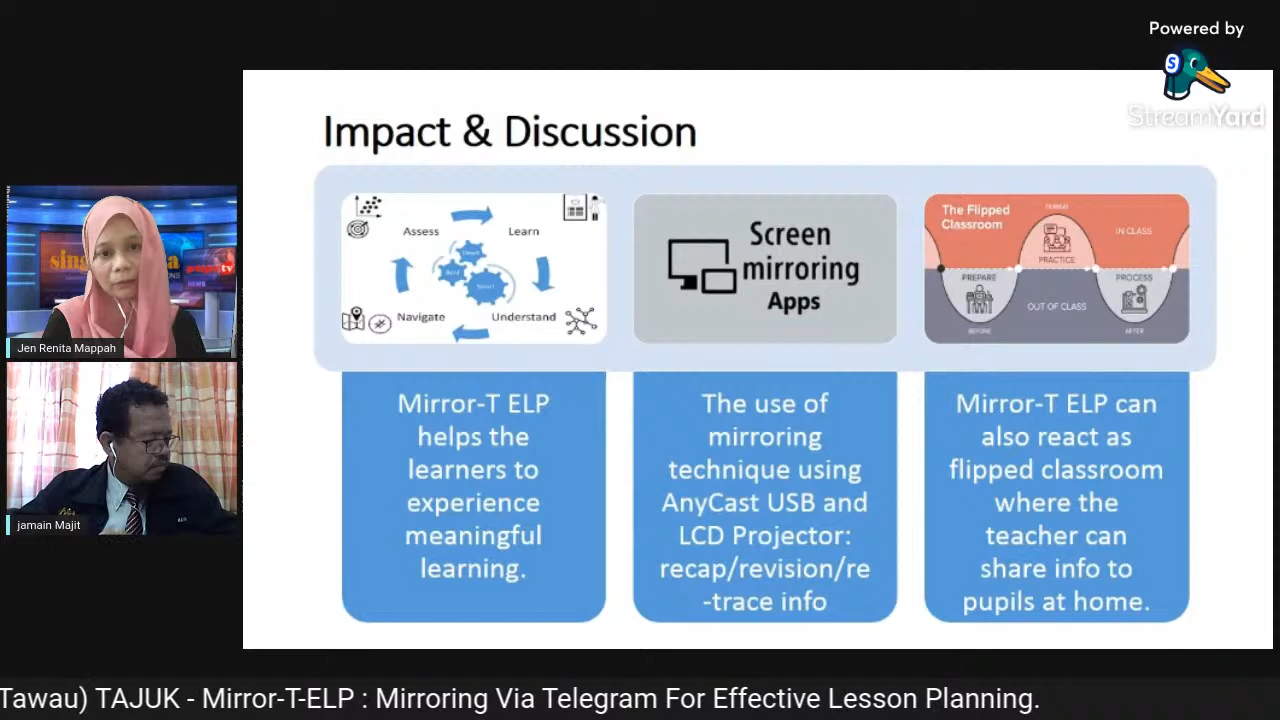 Powered by
StreamYard
Impact & Discussion
Assess
Learn
Navigate
Understand
Screen
mirroring
Apps
The Flipped
Classroom
IN CLASS
PRACTICE
PREPARE
PROCESS
OUT OF CLASS
BEFORE
AFTER
Mirror-T ELP
helps the
learners to
experience
meaningful
learning.
The use of
mirroring
technique using
AnyCast USB and
LCD Projector:
recap/revision/re
-trace info
Mirror-T ELP can
also react as
flipped classroom
where the
teacher can
share info to
pupils at home.
NEWS
Jen Renita Mappah
jamain Majit
Tawau) TAJUK - Mirror-T-ELP : Mirroring Via Telegram For Effective Lesson Planning.